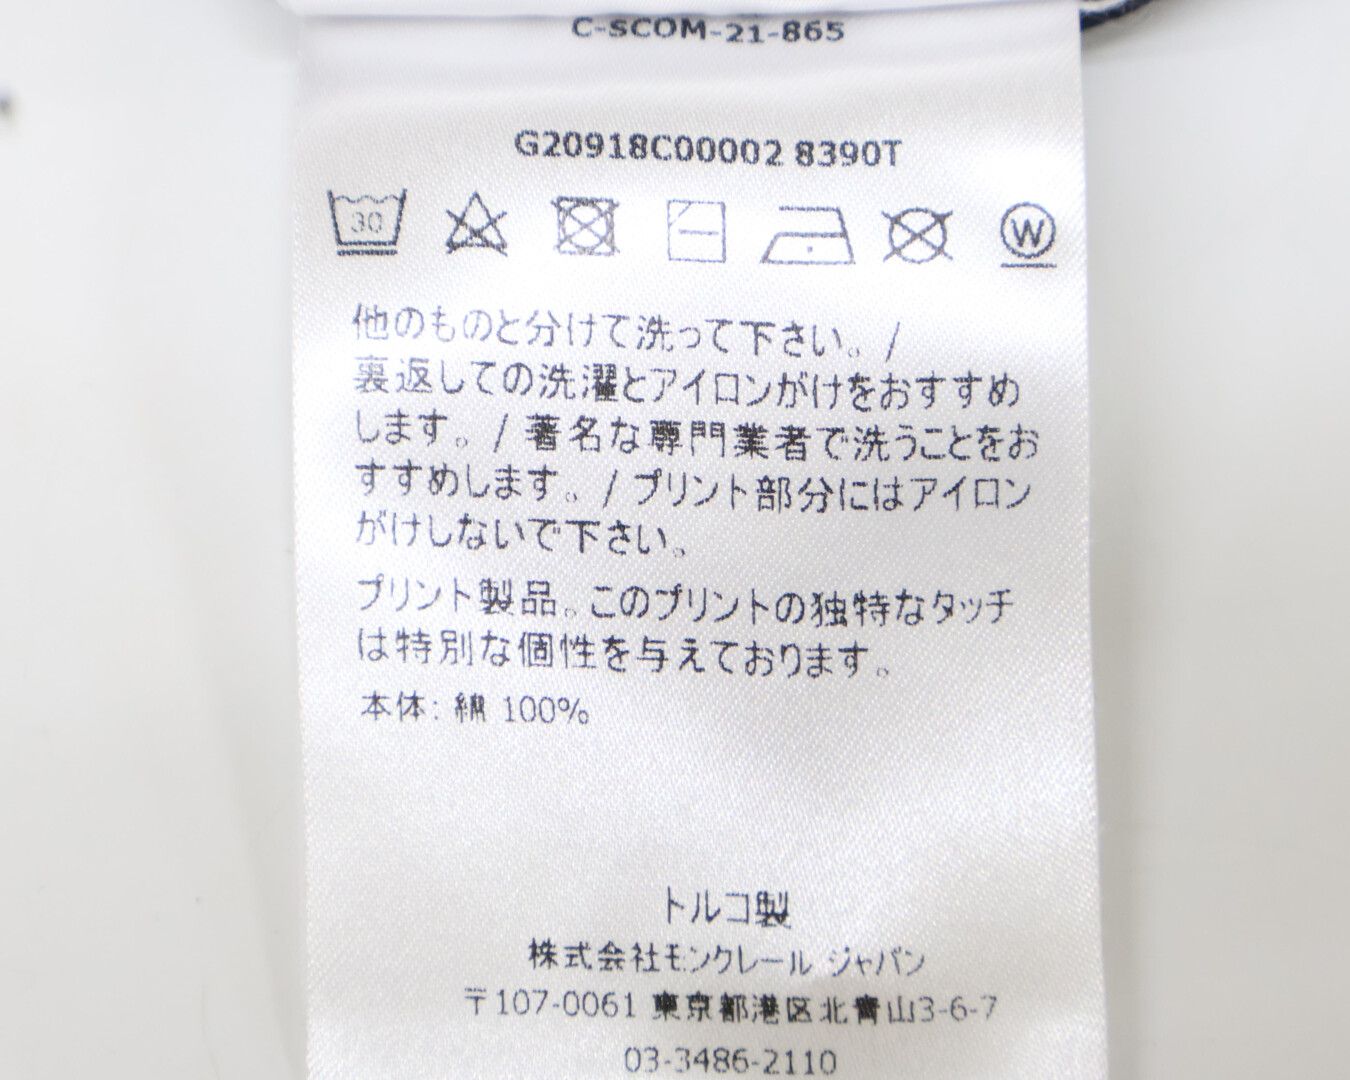 C-SCOM-21-865
G20918C00002 8390T
30
W
他のものと分けて洗って下さい。/
裏返しての洗濯とアイロンがけをおすすめ
します。/ 著名な専門業者で洗うことをお
すすめします。/ プリント部分にはアイロン
がけしないで下さい。
プリント製品。このプリントの独特なタッチ
は特別な個性を与えております。
本体: 綿 100%
トルコ製
株式会社モンクレール ジャパン
〒107-0061 東京都港区北青山3-6-7
03-3486-2110